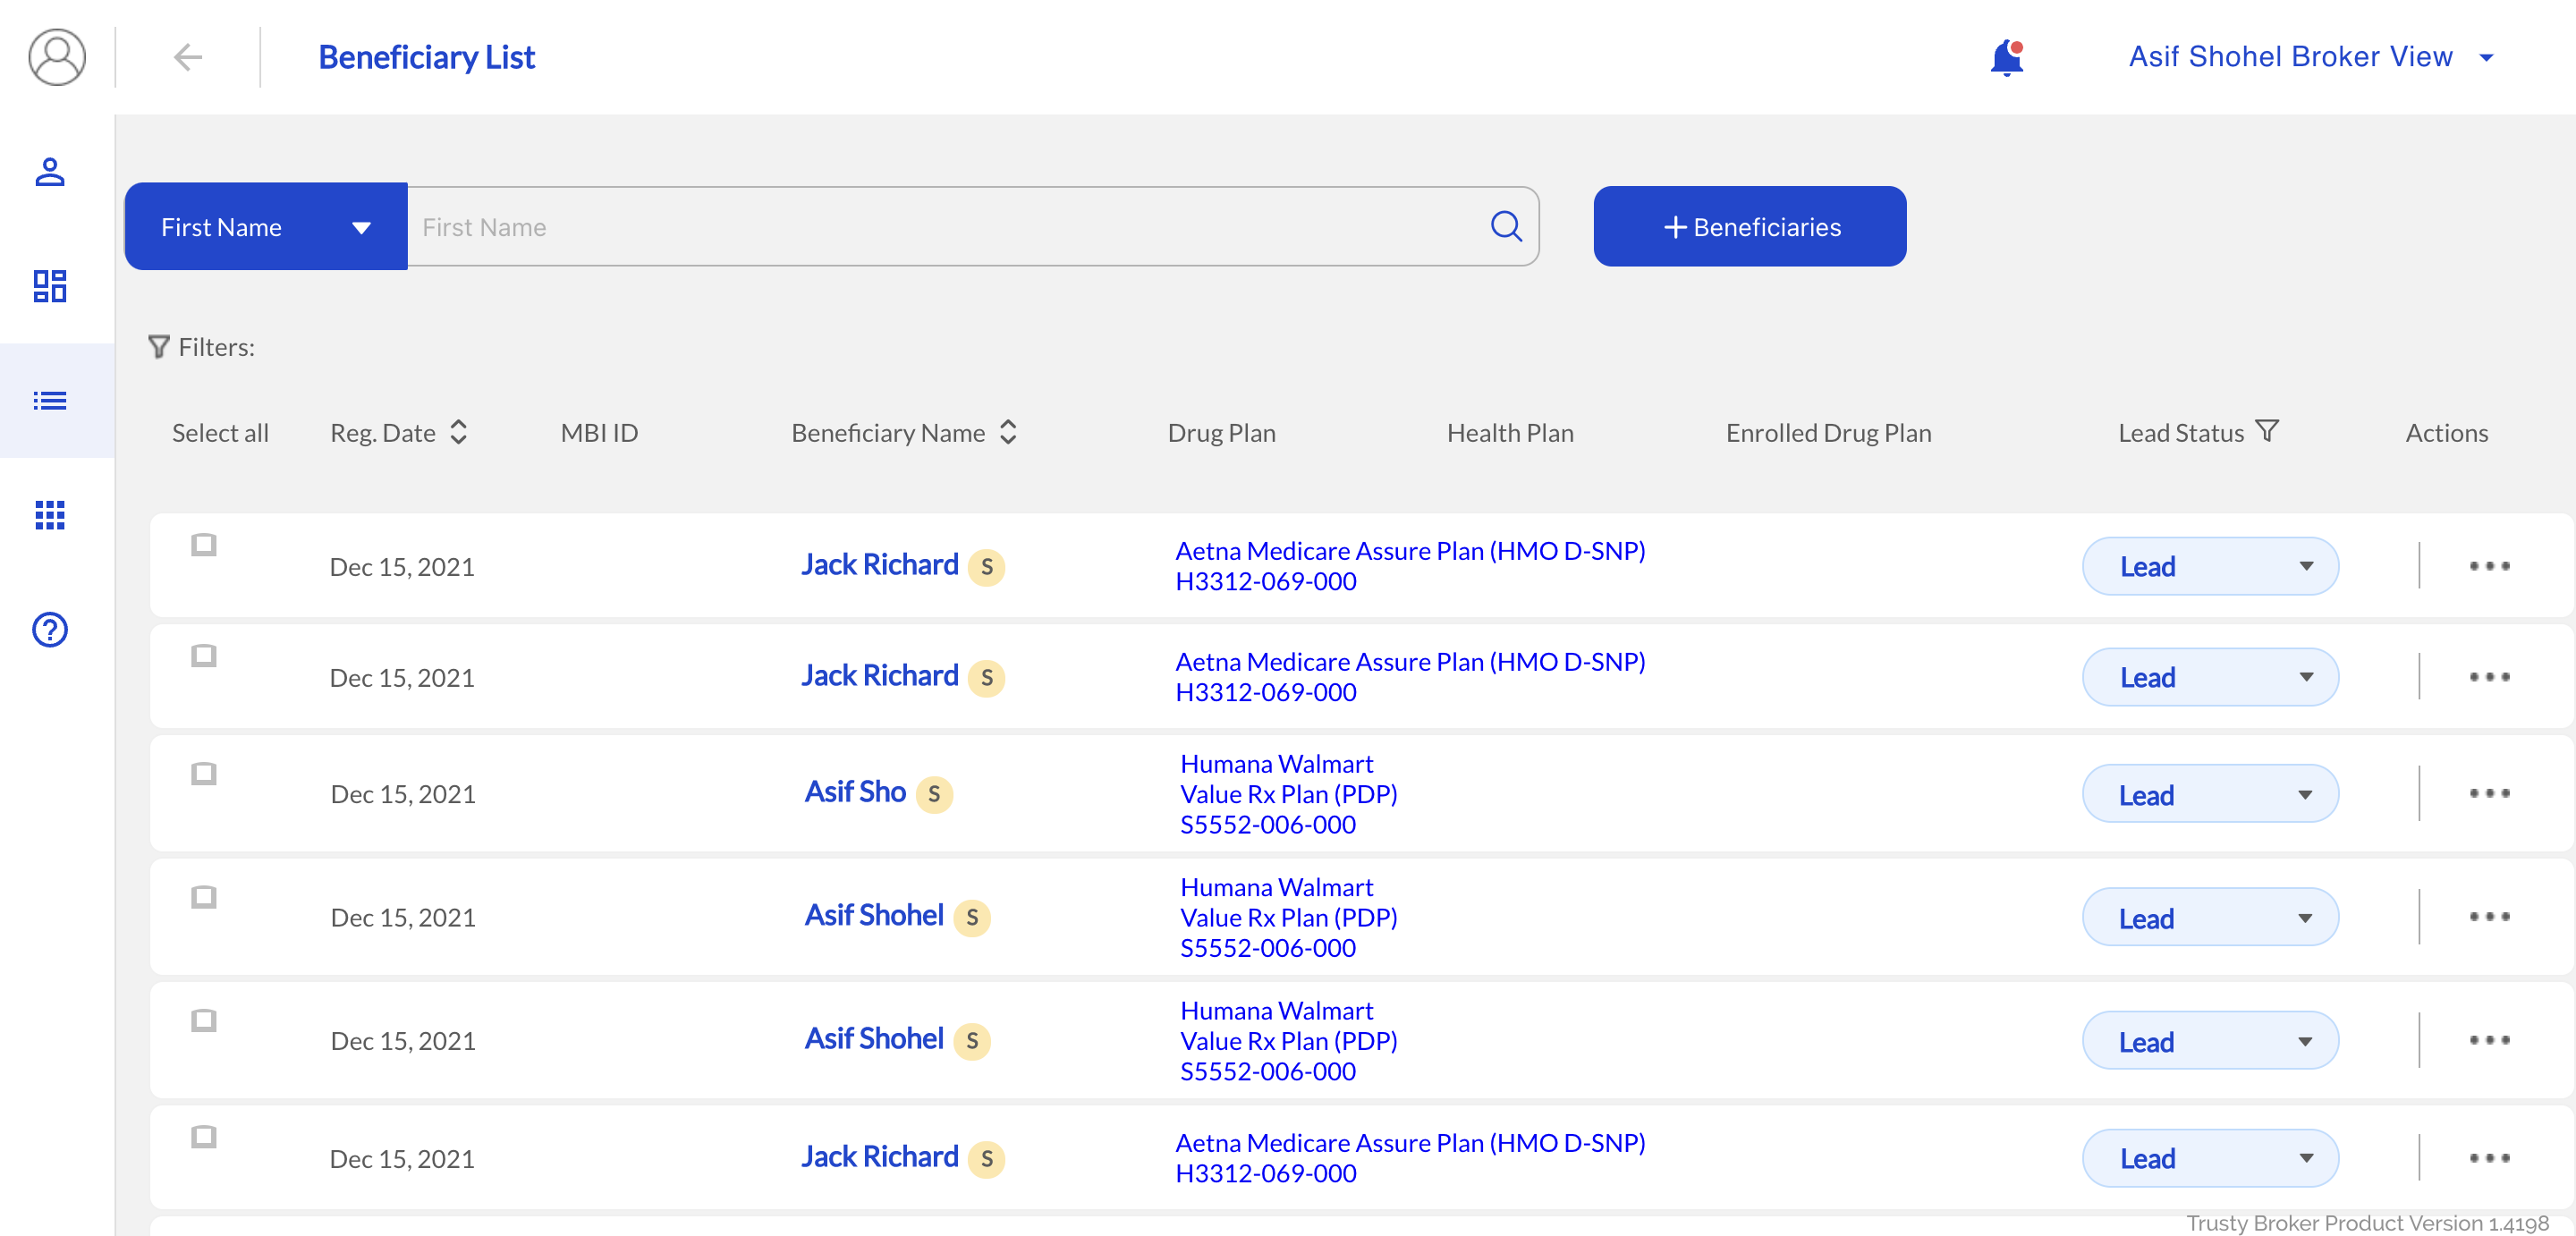 Beneficiary List
Asif Shohel Broker View
First Name
First Name
+ Beneficiaries
Filters:
Select all Reg. Date MBI ID Beneficiary Name Drug Plan Health Plan Enrolled Drug Plan Lead Status Actions
Dec 15, 2021 Jack Richard S Aetna Medicare Assure Plan (HMO D-SNP)
H3312-069-000
Lead
Dec 15, 2021 Jack Richard S Aetna Medicare Assure Plan (HMO D-SNP)
H3312-069-000
Lead
Dec 15, 2021 Asif Sho S Humana Walmart
Value Rx Plan (PDP)
S5552-006-000
Lead
Dec 15, 2021 Asif Shohel S Humana Walmart
Value Rx Plan (PDP)
S5552-006-000
Lead
Dec 15, 2021 Asif Shohel S Humana Walmart
Value Rx Plan (PDP)
S5552-006-000
Lead
Dec 15, 2021 Jack Richard S Aetna Medicare Assure Plan (HMO D-SNP)
H3312-069-000
Lead
Trusty Broker Product Version 1.4198